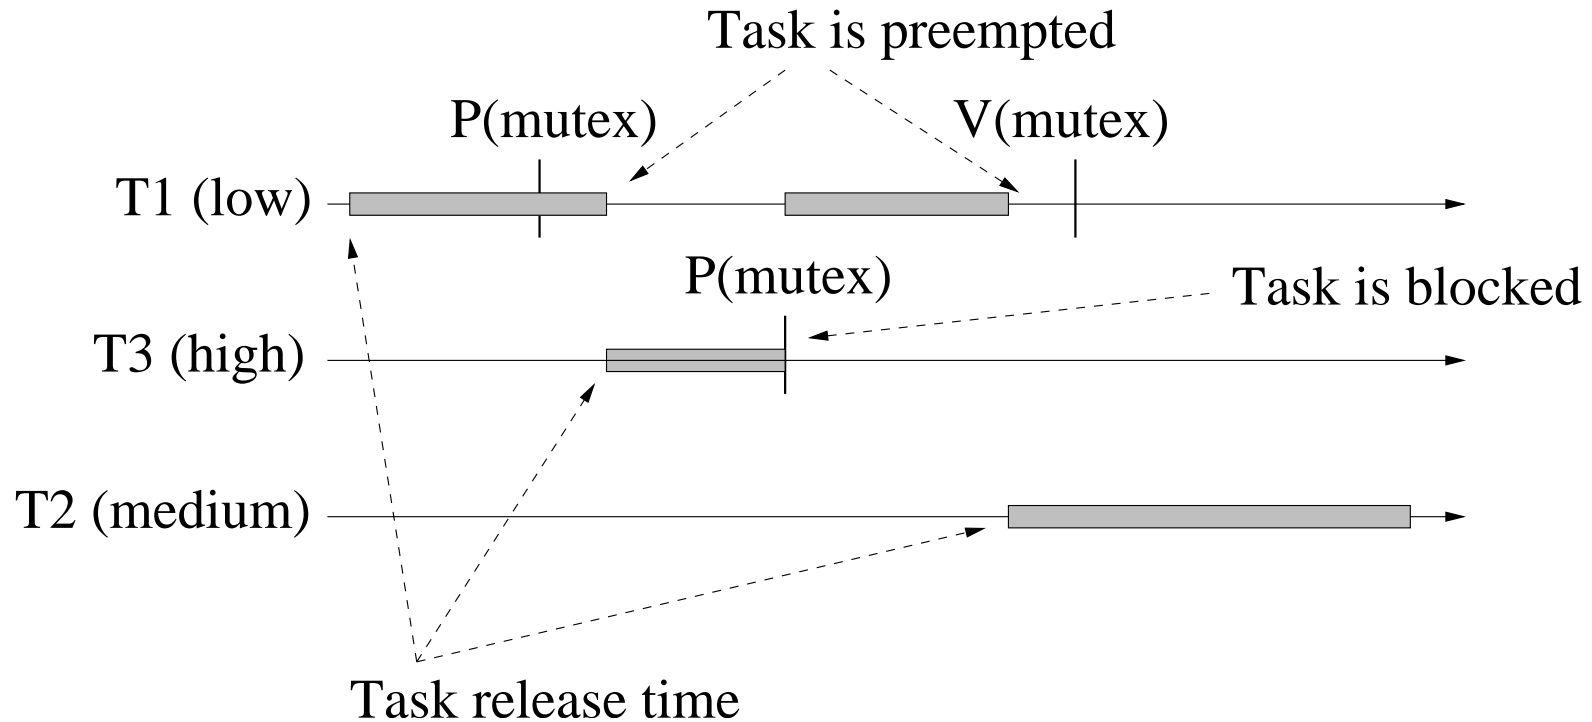 Task is preempted
P(mutex)
V(mutex)
T1 (low)
P(mutex)
Task is blocked
T3 (high)
T2 (medium)
Task release time